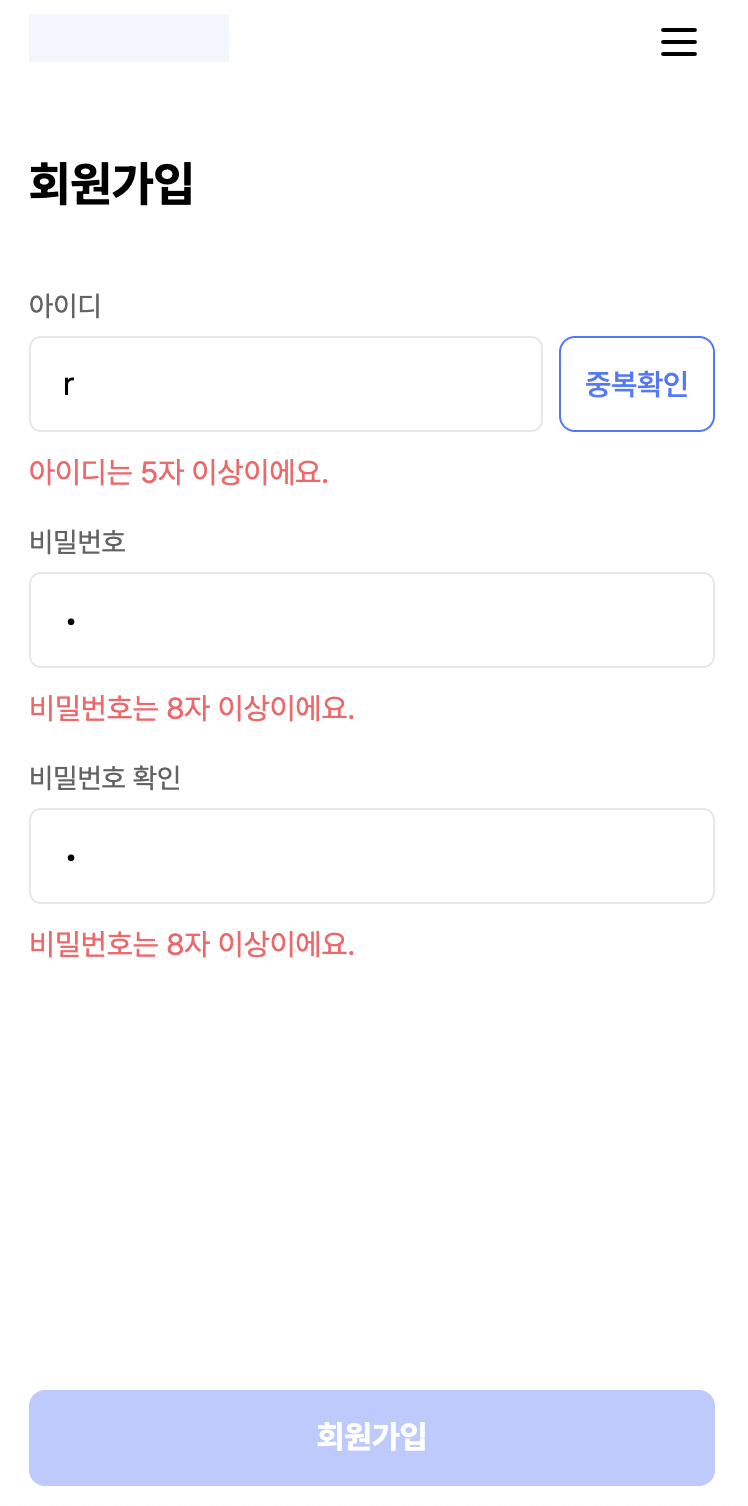 회원가입
아이디
r
중복확인
아이디는 5자 이상이에요.
비밀번호
•
비밀번호는 8자 이상이에요.
비밀번호 확인
•
비밀번호는 8자 이상이에요.
회원가입